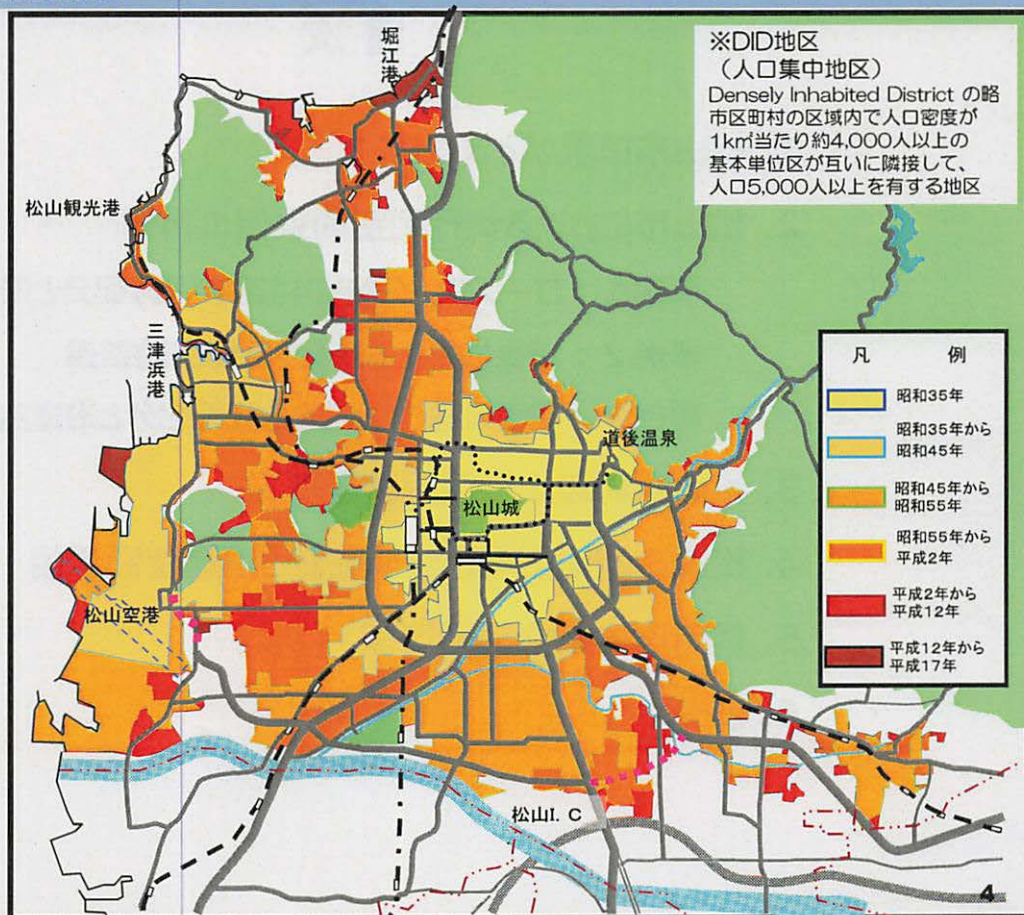 堀江港
※DID地区
（人口集中地区）
Densely Inhabited District の略
市区町村の区域内で人口密度が
1km²当たり約4,000人以上の
基本単位区が互いに隣接して、
人口5,000人以上を有する地区
松山観光港
三津浜港
道後温泉
松山城
松山空港
松山I. C
凡 例
昭和35年
昭和35年から
昭和45年
昭和45年から
昭和55年
昭和55年から
平成2年
平成2年から
平成12年
平成12年から
平成17年
4